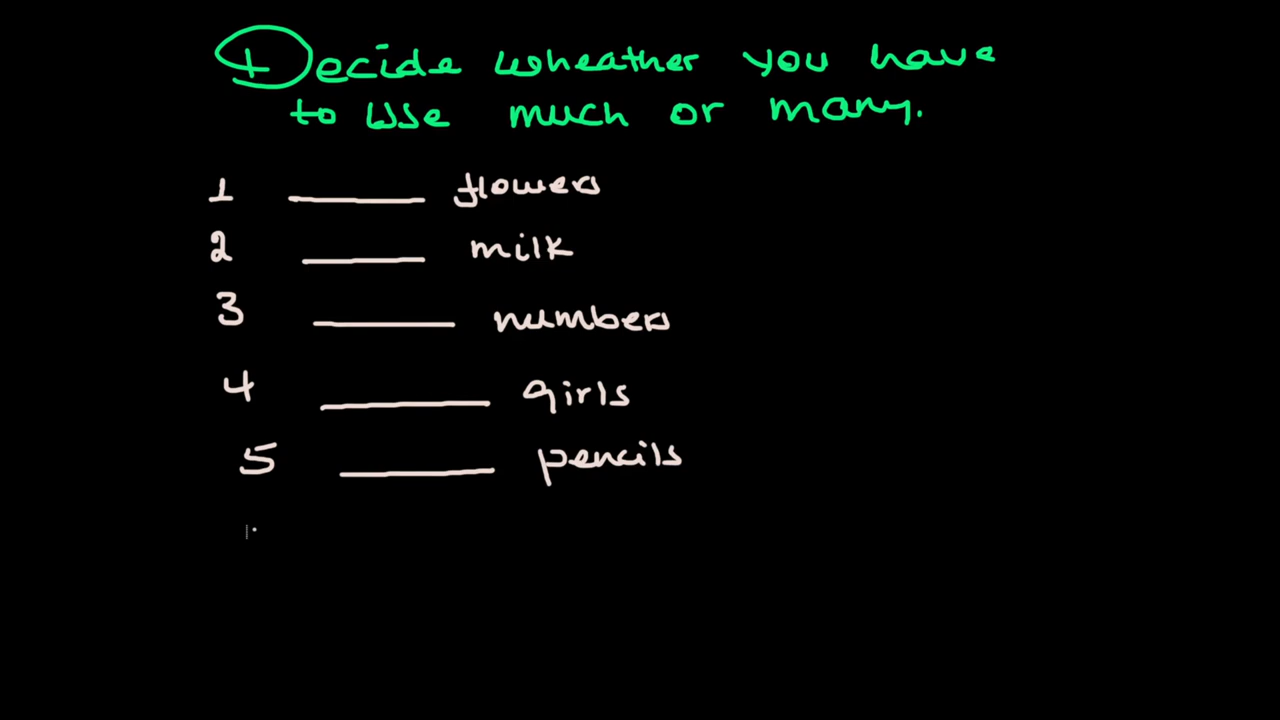 Decide wheather you have
to use much or many.
1 ______ flowers
2 ______ milk
3 ______ numbers
4 ______ girls
5 ______ pencils